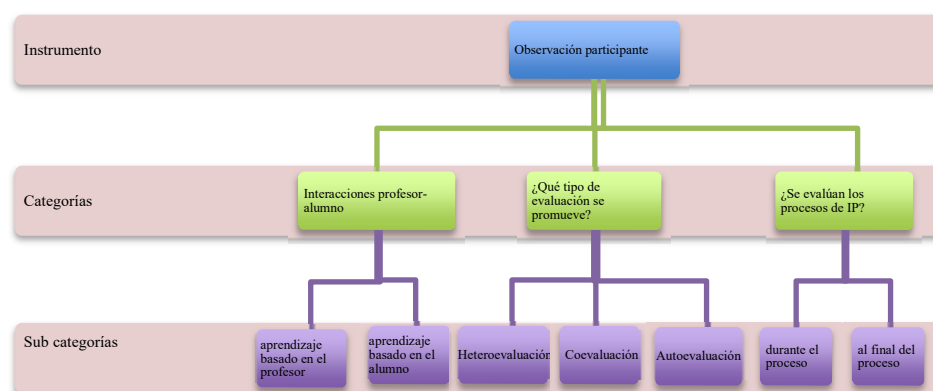 Instrumento
Observación participante
Categorías
Interacciones profesor-
alumno
¿Qué tipo de
evaluación se
promueve?
¿Se evalúan los
procesos de IP?
Sub categorías
aprendizaje
basado en el
profesor
aprendizaje
basado en el
alumno
Heteroevaluación
Coevaluación
Autoevaluación
durante el
proceso
al final del
proceso